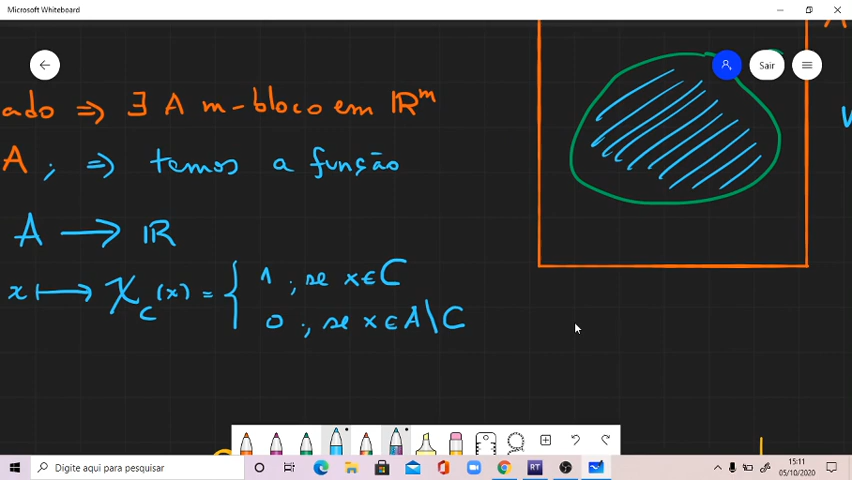 Microsoft Whiteboard
Sair
ado => ∃ A m-bloco em ℝᵐ
A ; => temos a função
A ⟶ ℝ
x ⟼ χ_C(x) = { 1 ; se x ∈ C
0 ; se x ∈ A \ C
Digite aqui para pesquisar
RT
15:11
05/10/2020